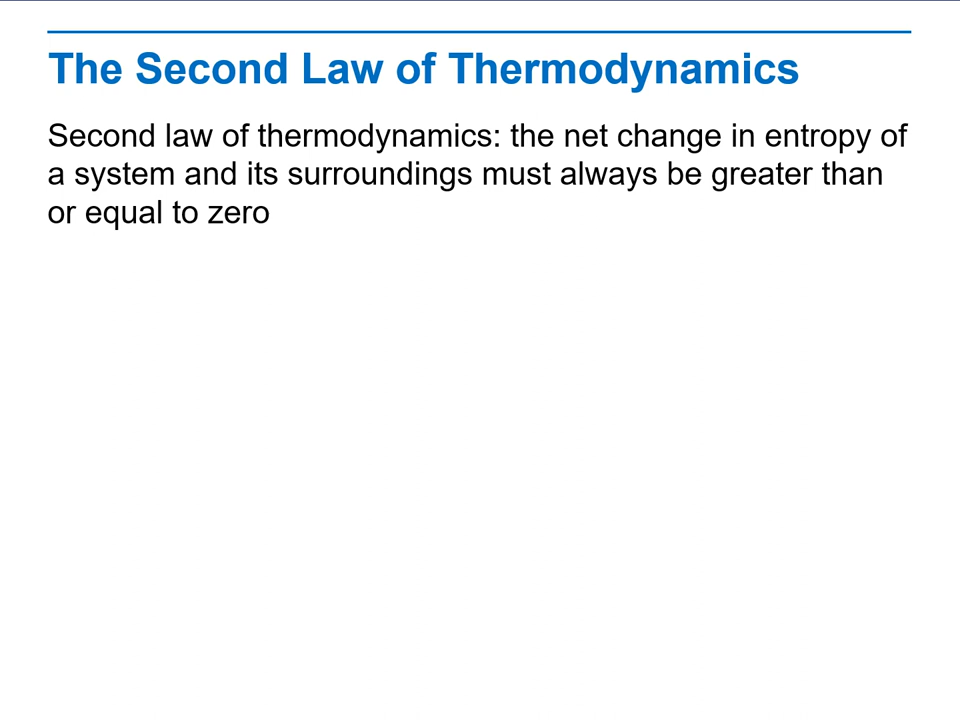 The Second Law of Thermodynamics
Second law of thermodynamics: the net change in entropy of
a system and its surroundings must always be greater than
or equal to zero